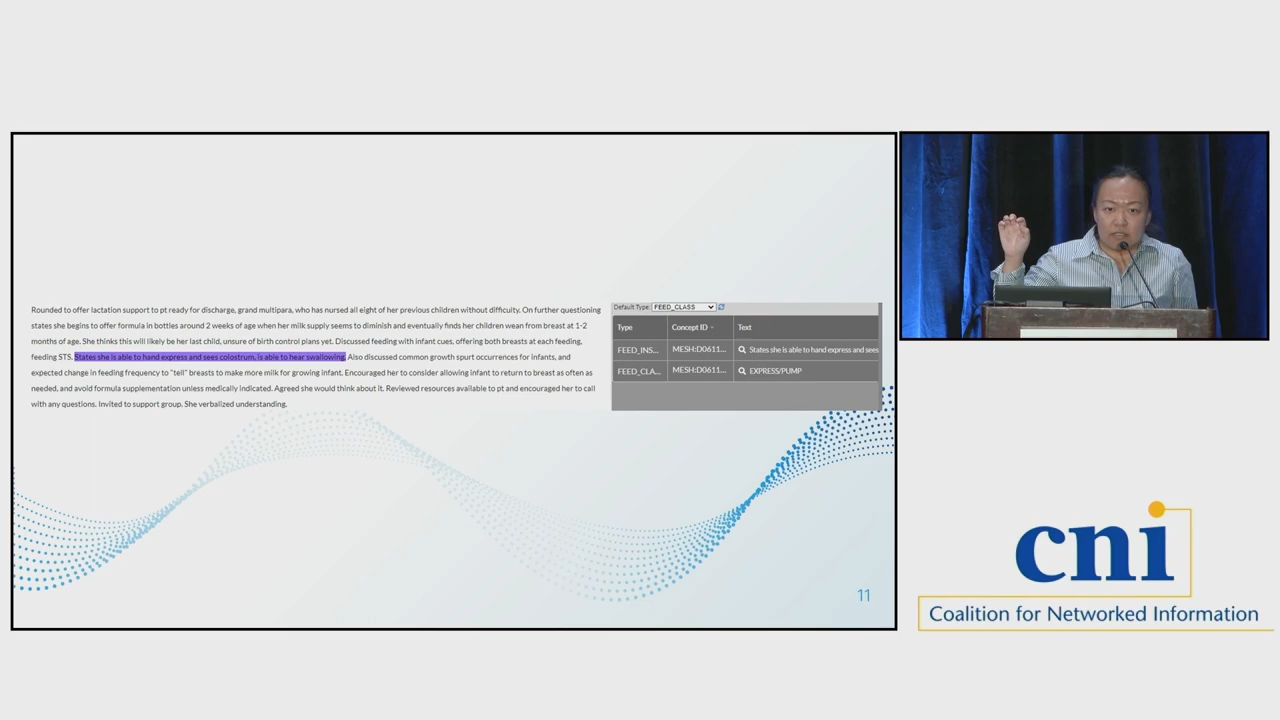 Rounded to offer lactation support to pt ready for discharge, grand multipara, who has nursed all eight of her previous children without difficulty. On further questioning
states she begins to offer formula in bottles around 2 weeks of age when her milk supply seems to diminish and eventually finds her children wean from breast at 1-2
months of age. She thinks this will likely be her last child, unsure of birth control plans yet. Discussed feeding with infant cues, offering both breasts at each feeding,
feeding STS. States she is able to hand express and sees colostrum, is able to hear swallowing. Also discussed common growth spurt occurrences for infants, and
expected change in feeding frequency to "tell" breasts to make more milk for growing infant. Encouraged her to consider allowing infant to return to breast as often as
needed, and avoid formula supplementation unless medically indicated. Agreed she would think about it. Reviewed resources available to pt and encouraged her to call
with any questions. Invited to support group. She verbalized understanding.
Default Type: FEED_CLASS
Type Concept ID Text
FEED_INS... MESH:D0611... States she is able to hand express and sees
FEED_CLA... MESH:D0611... EXPRESS/PUMP
11
cni
Coalition for Networked Information